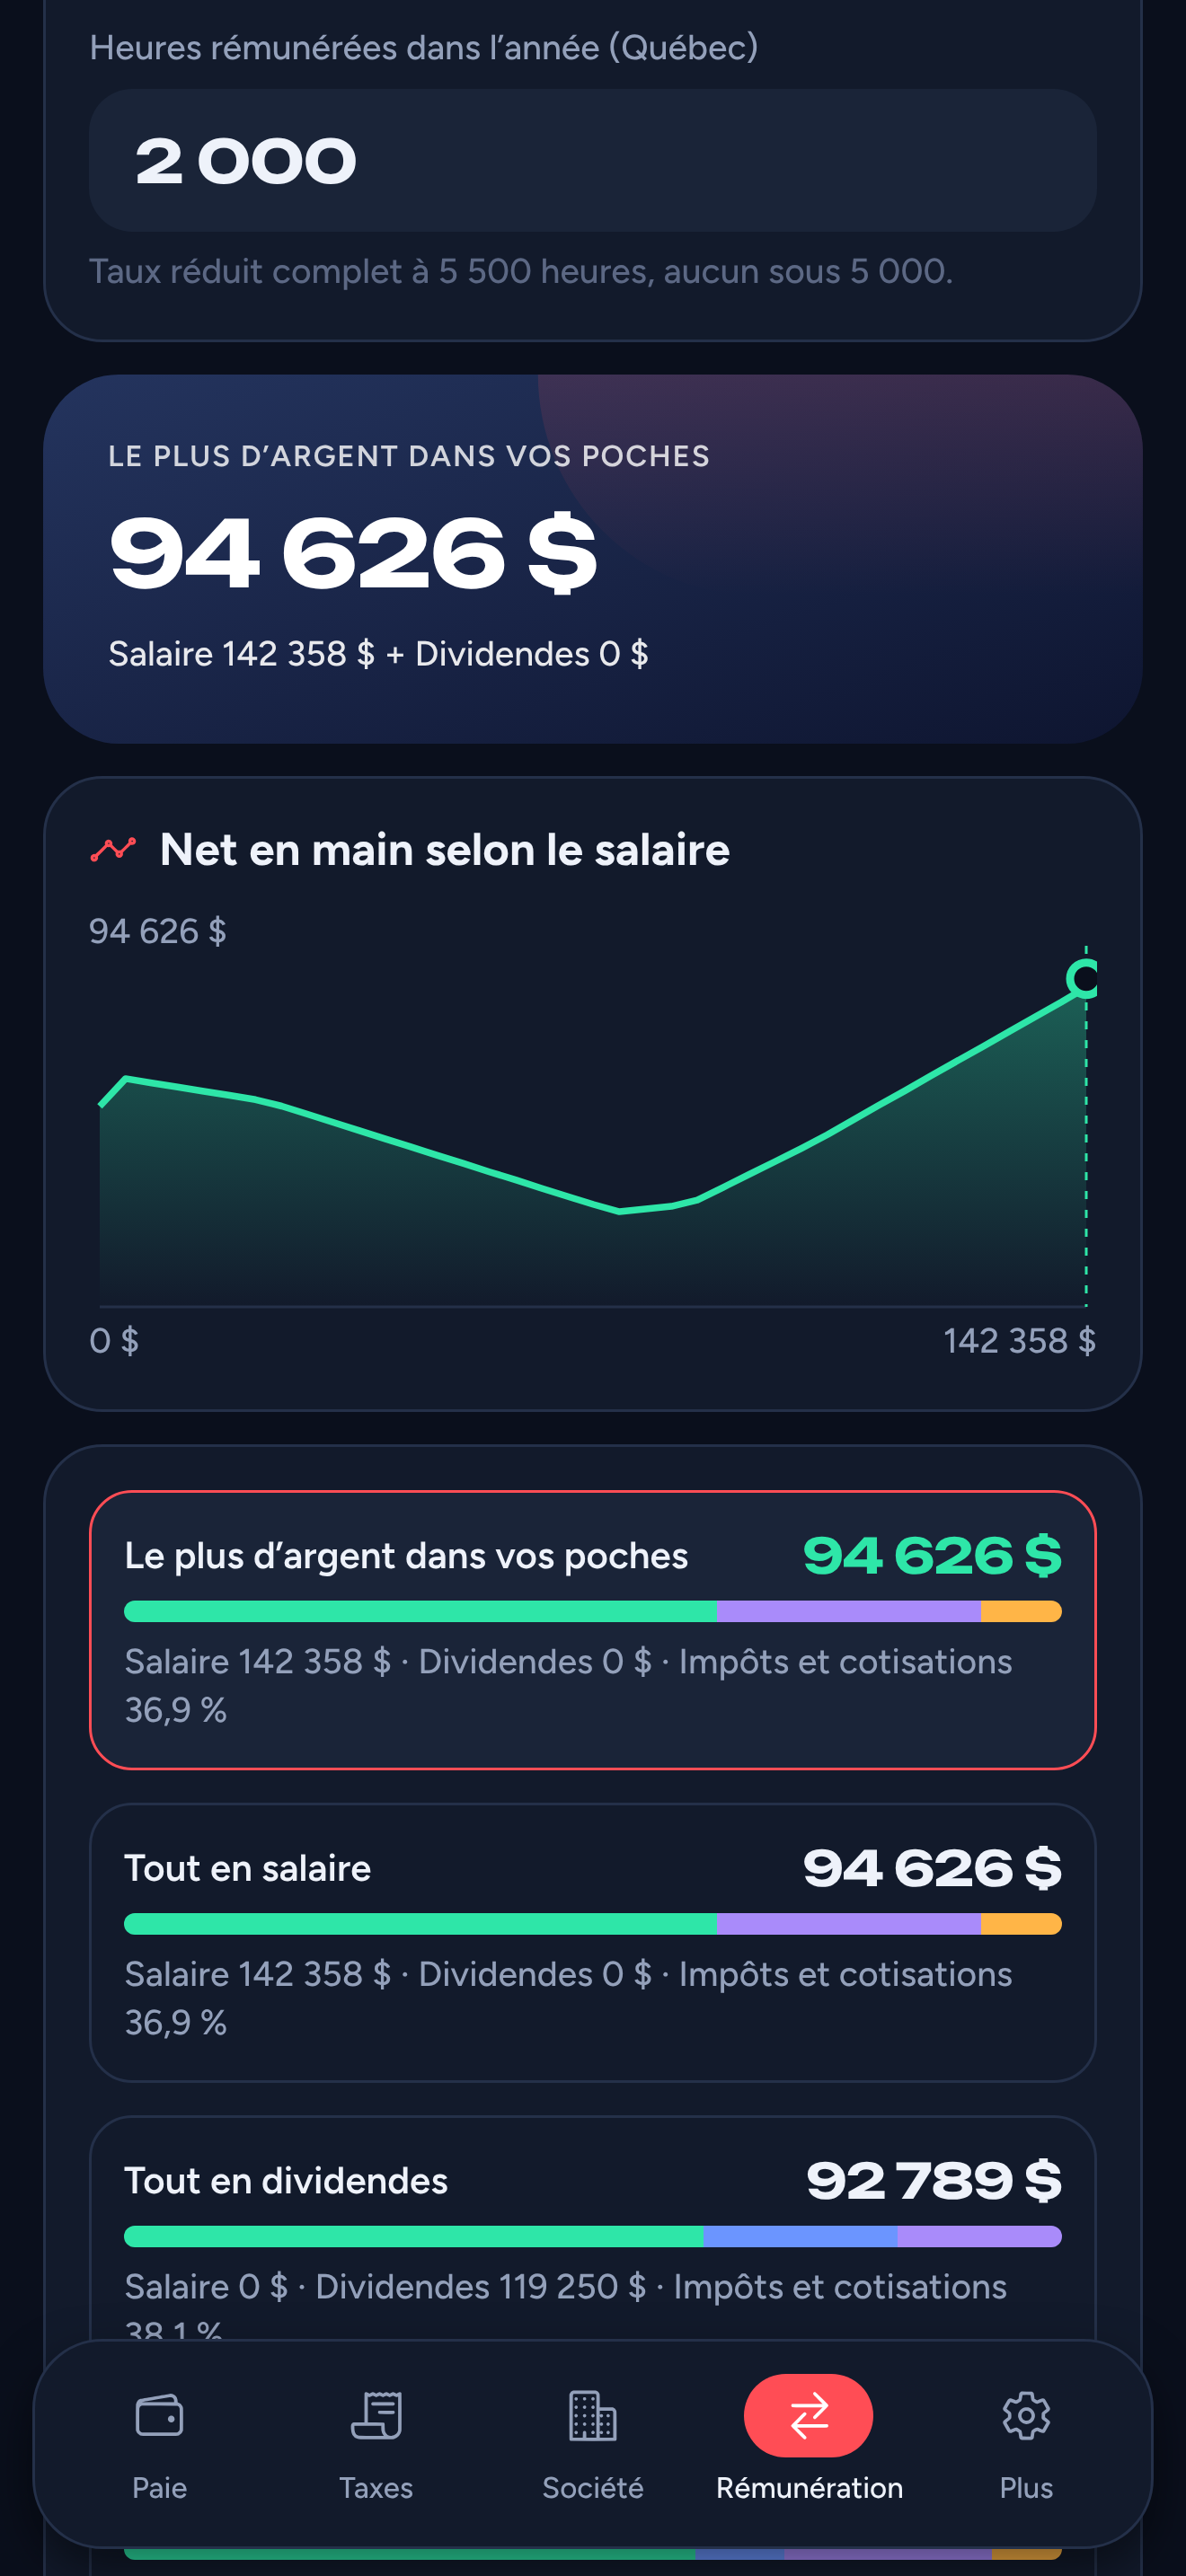 Heures rémunérées dans l’année (Québec)
2 000
Taux réduit complet à 5 500 heures, aucun sous 5 000.
LE PLUS D’ARGENT DANS VOS POCHES
94 626 $
Salaire 142 358 $ + Dividendes 0 $
Net en main selon le salaire
94 626 $
0 $
142 358 $
Le plus d’argent dans vos poches
94 626 $
Salaire 142 358 $ · Dividendes 0 $ · Impôts et cotisations
36,9 %
Tout en salaire
94 626 $
Salaire 142 358 $ · Dividendes 0 $ · Impôts et cotisations
36,9 %
Tout en dividendes
92 789 $
Salaire 0 $ · Dividendes 119 250 $ · Impôts et cotisations
38,1 %
Paie
Taxes
Société
Rémunération
Plus